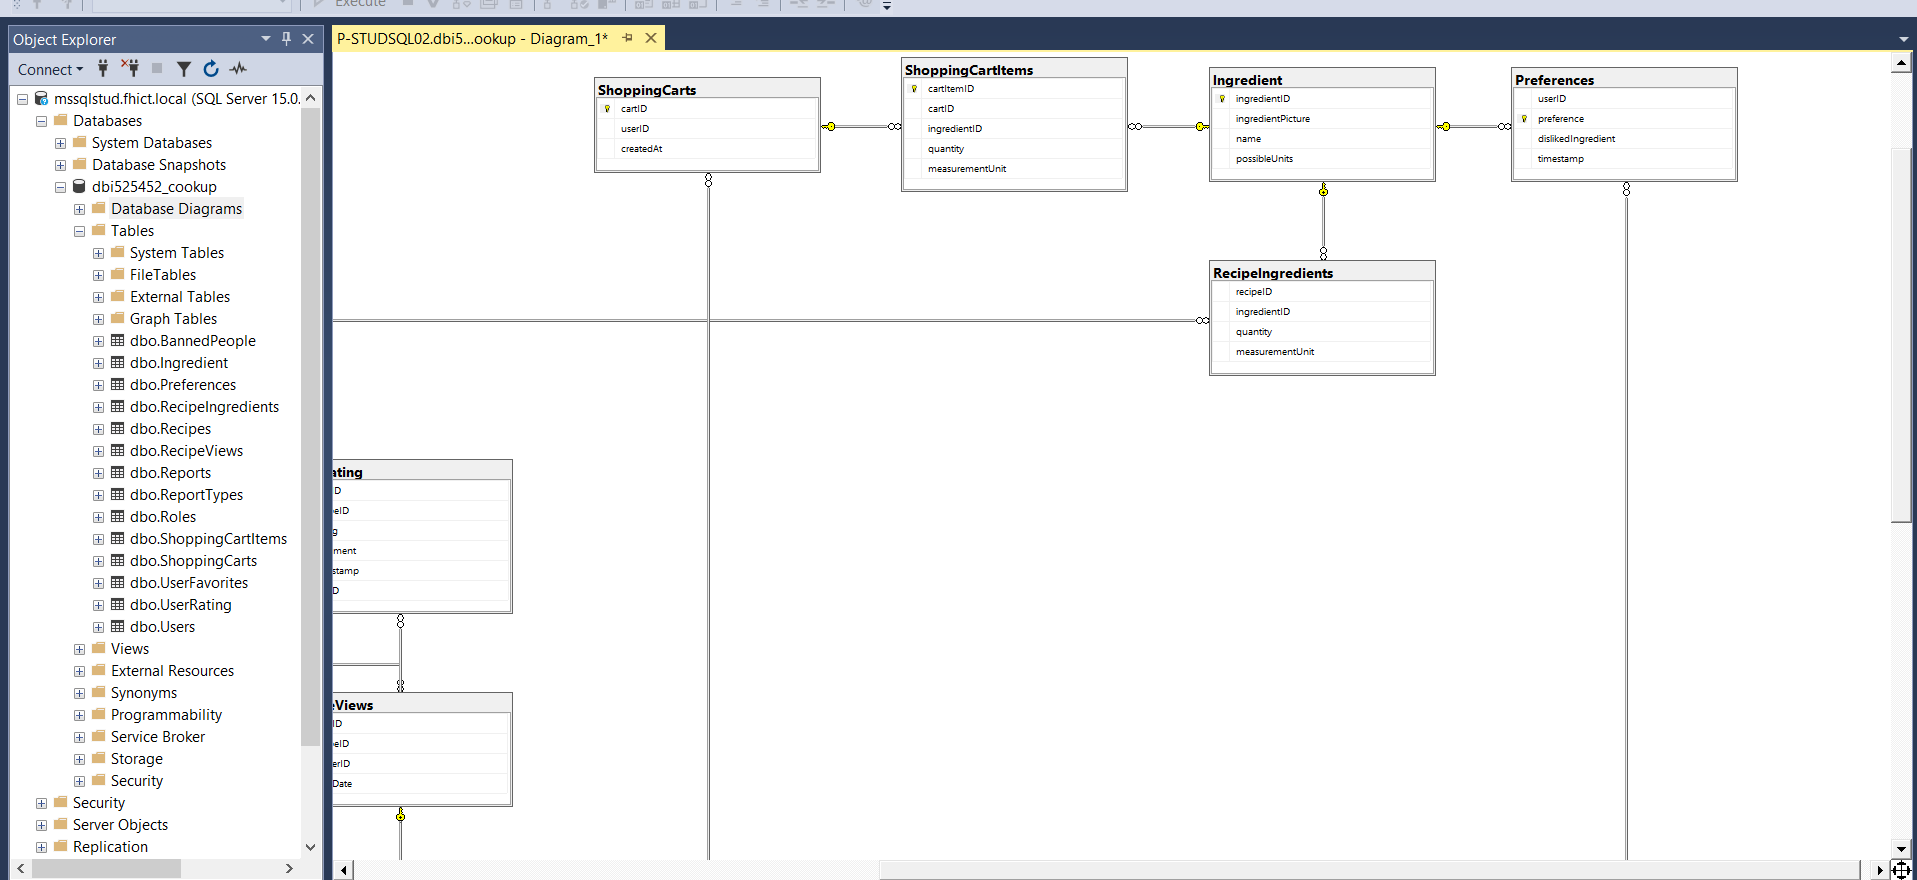 Execute
Object Explorer
P-STUDSQL02.dbi5...ookup - Diagram_1*
Connect
mssqlstud.fhict.local (SQL Server 15.0.
Databases
System Databases
Database Snapshots
dbi525452_cookup
Database Diagrams
Tables
System Tables
FileTables
External Tables
Graph Tables
dbo.BannedPeople
dbo.Ingredient
dbo.Preferences
dbo.RecipeIngredients
dbo.Recipes
dbo.RecipeViews
dbo.Reports
dbo.ReportTypes
dbo.Roles
dbo.ShoppingCartItems
dbo.ShoppingCarts
dbo.UserFavorites
dbo.UserRating
dbo.Users
Views
External Resources
Synonyms
Programmability
Service Broker
Storage
Security
Security
Server Objects
Replication
ShoppingCarts
cartID
userID
createdAt
ShoppingCartItems
cartItemID
cartID
ingredientID
quantity
measurementUnit
Ingredient
ingredientID
ingredientPicture
name
possibleUnits
Preferences
userID
preference
dislikedIngredient
timestamp
RecipeIngredients
recipeID
ingredientID
quantity
measurementUnit
ating
D
eID
g
ment
stamp
D
eViews
ID
eID
erID
Date